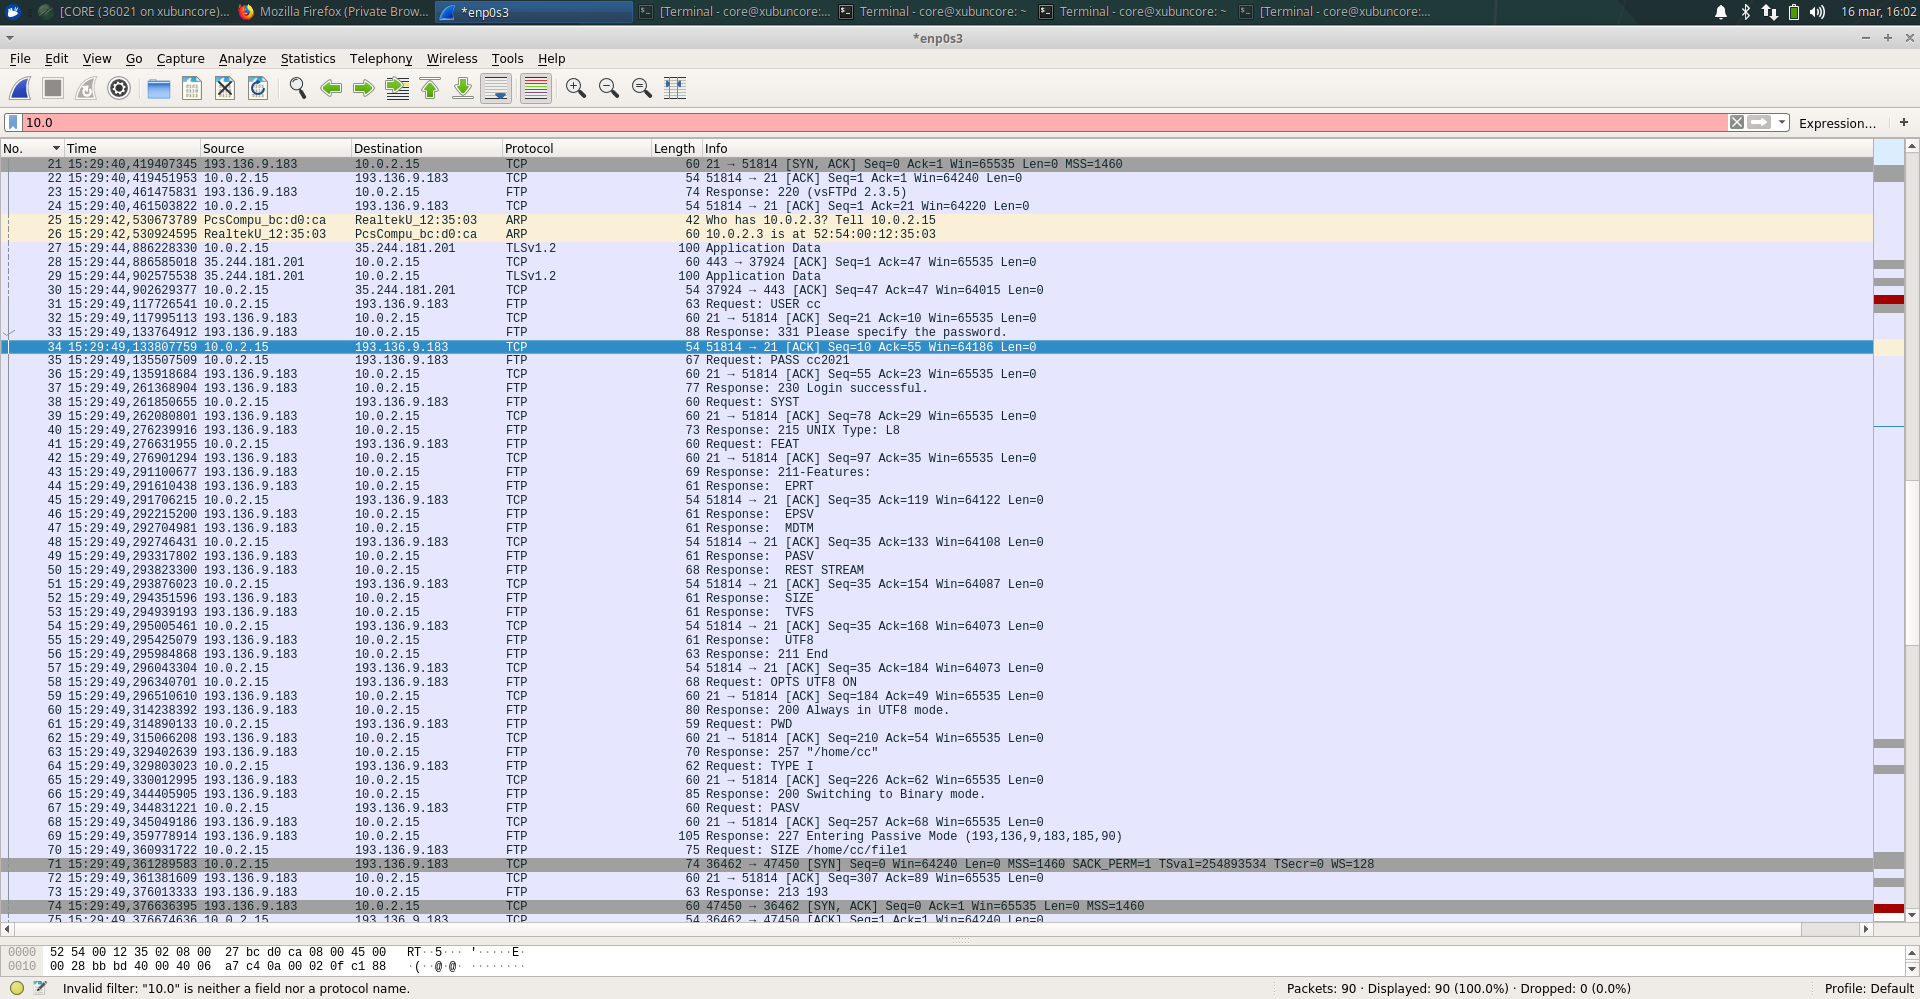 [CORE (36021 on xubuncore)... Mozilla Firefox (Private Brow... *enp0s3 [Terminal - core@xubuncore:... Terminal - core@xubuncore: ~ Terminal - core@xubuncore: ~ [Terminal - core@xubuncore:... 16 mar, 16:02
*enp0s3
File Edit View Go Capture Analyze Statistics Telephony Wireless Tools Help
10.0 Expression... +
No. Time Source Destination Protocol Length Info
21 15:29:40,419407345 193.136.9.183 10.0.2.15 TCP 60 21 → 51814 [SYN, ACK] Seq=0 Ack=1 Win=65535 Len=0 MSS=1460
22 15:29:40,419451953 10.0.2.15 193.136.9.183 TCP 54 51814 → 21 [ACK] Seq=1 Ack=1 Win=64240 Len=0
23 15:29:40,461475831 193.136.9.183 10.0.2.15 FTP 74 Response: 220 (vsFTPd 2.3.5)
24 15:29:40,461503822 10.0.2.15 193.136.9.183 TCP 54 51814 → 21 [ACK] Seq=1 Ack=21 Win=64220 Len=0
25 15:29:42,530673789 PcsCompu_bc:d0:ca RealtekU_12:35:03 ARP 42 Who has 10.0.2.3? Tell 10.0.2.15
26 15:29:42,530924595 RealtekU_12:35:03 PcsCompu_bc:d0:ca ARP 60 10.0.2.3 is at 52:54:00:12:35:03
27 15:29:44,886228330 10.0.2.15 35.244.181.201 TLSv1.2 100 Application Data
28 15:29:44,886585018 35.244.181.201 10.0.2.15 TCP 60 443 → 37924 [ACK] Seq=1 Ack=47 Win=65535 Len=0
29 15:29:44,902575538 35.244.181.201 10.0.2.15 TLSv1.2 100 Application Data
30 15:29:44,902629377 10.0.2.15 35.244.181.201 TCP 54 37924 → 443 [ACK] Seq=47 Ack=47 Win=64015 Len=0
31 15:29:49,117726541 10.0.2.15 193.136.9.183 FTP 63 Request: USER cc
32 15:29:49,117995113 193.136.9.183 10.0.2.15 TCP 60 21 → 51814 [ACK] Seq=21 Ack=10 Win=65535 Len=0
33 15:29:49,133764912 193.136.9.183 10.0.2.15 FTP 88 Response: 331 Please specify the password.
34 15:29:49,133807759 10.0.2.15 193.136.9.183 TCP 54 51814 → 21 [ACK] Seq=10 Ack=55 Win=64186 Len=0
35 15:29:49,135507509 10.0.2.15 193.136.9.183 FTP 67 Request: PASS cc2021
36 15:29:49,135918684 193.136.9.183 10.0.2.15 TCP 60 21 → 51814 [ACK] Seq=55 Ack=23 Win=65535 Len=0
37 15:29:49,261368904 193.136.9.183 10.0.2.15 FTP 77 Response: 230 Login successful.
38 15:29:49,261850655 10.0.2.15 193.136.9.183 FTP 60 Request: SYST
39 15:29:49,262080801 193.136.9.183 10.0.2.15 TCP 60 21 → 51814 [ACK] Seq=78 Ack=29 Win=65535 Len=0
40 15:29:49,276239916 193.136.9.183 10.0.2.15 FTP 73 Response: 215 UNIX Type: L8
41 15:29:49,276631955 10.0.2.15 193.136.9.183 FTP 60 Request: FEAT
42 15:29:49,276901294 193.136.9.183 10.0.2.15 TCP 60 21 → 51814 [ACK] Seq=97 Ack=35 Win=65535 Len=0
43 15:29:49,291100677 193.136.9.183 10.0.2.15 FTP 69 Response: 211-Features:
44 15:29:49,291610438 193.136.9.183 10.0.2.15 FTP 61 Response:  EPRT
45 15:29:49,291706215 10.0.2.15 193.136.9.183 TCP 54 51814 → 21 [ACK] Seq=35 Ack=119 Win=64122 Len=0
46 15:29:49,292215200 193.136.9.183 10.0.2.15 FTP 61 Response:  EPSV
47 15:29:49,292704981 193.136.9.183 10.0.2.15 FTP 61 Response:  MDTM
48 15:29:49,292746431 10.0.2.15 193.136.9.183 TCP 54 51814 → 21 [ACK] Seq=35 Ack=133 Win=64108 Len=0
49 15:29:49,293317802 193.136.9.183 10.0.2.15 FTP 61 Response:  PASV
50 15:29:49,293823300 193.136.9.183 10.0.2.15 FTP 68 Response:  REST STREAM
51 15:29:49,293876023 10.0.2.15 193.136.9.183 TCP 54 51814 → 21 [ACK] Seq=35 Ack=154 Win=64087 Len=0
52 15:29:49,294351596 193.136.9.183 10.0.2.15 FTP 61 Response:  SIZE
53 15:29:49,294939193 193.136.9.183 10.0.2.15 FTP 61 Response:  TVFS
54 15:29:49,295005461 10.0.2.15 193.136.9.183 TCP 54 51814 → 21 [ACK] Seq=35 Ack=168 Win=64073 Len=0
55 15:29:49,295425079 193.136.9.183 10.0.2.15 FTP 61 Response:  UTF8
56 15:29:49,295984868 193.136.9.183 10.0.2.15 FTP 63 Response: 211 End
57 15:29:49,296043304 10.0.2.15 193.136.9.183 TCP 54 51814 → 21 [ACK] Seq=35 Ack=184 Win=64073 Len=0
58 15:29:49,296340701 10.0.2.15 193.136.9.183 FTP 68 Request: OPTS UTF8 ON
59 15:29:49,296510610 193.136.9.183 10.0.2.15 TCP 60 21 → 51814 [ACK] Seq=184 Ack=49 Win=65535 Len=0
60 15:29:49,314238392 193.136.9.183 10.0.2.15 FTP 80 Response: 200 Always in UTF8 mode.
61 15:29:49,314890133 10.0.2.15 193.136.9.183 FTP 59 Request: PWD
62 15:29:49,315066208 193.136.9.183 10.0.2.15 TCP 60 21 → 51814 [ACK] Seq=210 Ack=54 Win=65535 Len=0
63 15:29:49,329402639 193.136.9.183 10.0.2.15 FTP 70 Response: 257 "/home/cc"
64 15:29:49,329803023 10.0.2.15 193.136.9.183 FTP 62 Request: TYPE I
65 15:29:49,330012995 193.136.9.183 10.0.2.15 TCP 60 21 → 51814 [ACK] Seq=226 Ack=62 Win=65535 Len=0
66 15:29:49,344405905 193.136.9.183 10.0.2.15 FTP 85 Response: 200 Switching to Binary mode.
67 15:29:49,344831221 10.0.2.15 193.136.9.183 FTP 60 Request: PASV
68 15:29:49,345049186 193.136.9.183 10.0.2.15 TCP 60 21 → 51814 [ACK] Seq=257 Ack=68 Win=65535 Len=0
69 15:29:49,359778914 193.136.9.183 10.0.2.15 FTP 105 Response: 227 Entering Passive Mode (193,136,9,183,185,90)
70 15:29:49,360931722 10.0.2.15 193.136.9.183 FTP 75 Request: SIZE /home/cc/file1
71 15:29:49,361289583 10.0.2.15 193.136.9.183 TCP 74 36462 → 47450 [SYN] Seq=0 Win=64240 Len=0 MSS=1460 SACK_PERM=1 TSval=254893534 TSecr=0 WS=128
72 15:29:49,361381609 193.136.9.183 10.0.2.15 TCP 60 21 → 51814 [ACK] Seq=307 Ack=89 Win=65535 Len=0
73 15:29:49,376013333 193.136.9.183 10.0.2.15 FTP 63 Response: 213 193
74 15:29:49,376636395 193.136.9.183 10.0.2.15 TCP 60 47450 → 36462 [SYN, ACK] Seq=0 Ack=1 Win=65535 Len=0 MSS=1460
75 15:29:49,376674636 10.0.2.15 193.136.9.183 TCP 54 36462 → 47450 [ACK] Seq=1 Ack=1 Win=64240 Len=0
0000 52 54 00 12 35 02 08 00 27 bc d0 ca 08 00 45 00 RT··5··· '·····E·
0010 00 28 bb bd 40 00 40 06 a7 c4 0a 00 02 0f c1 88 ·(··@·@· ········
Invalid filter: "10.0" is neither a field nor a protocol name. Packets: 90 · Displayed: 90 (100.0%) · Dropped: 0 (0.0%) Profile: Default